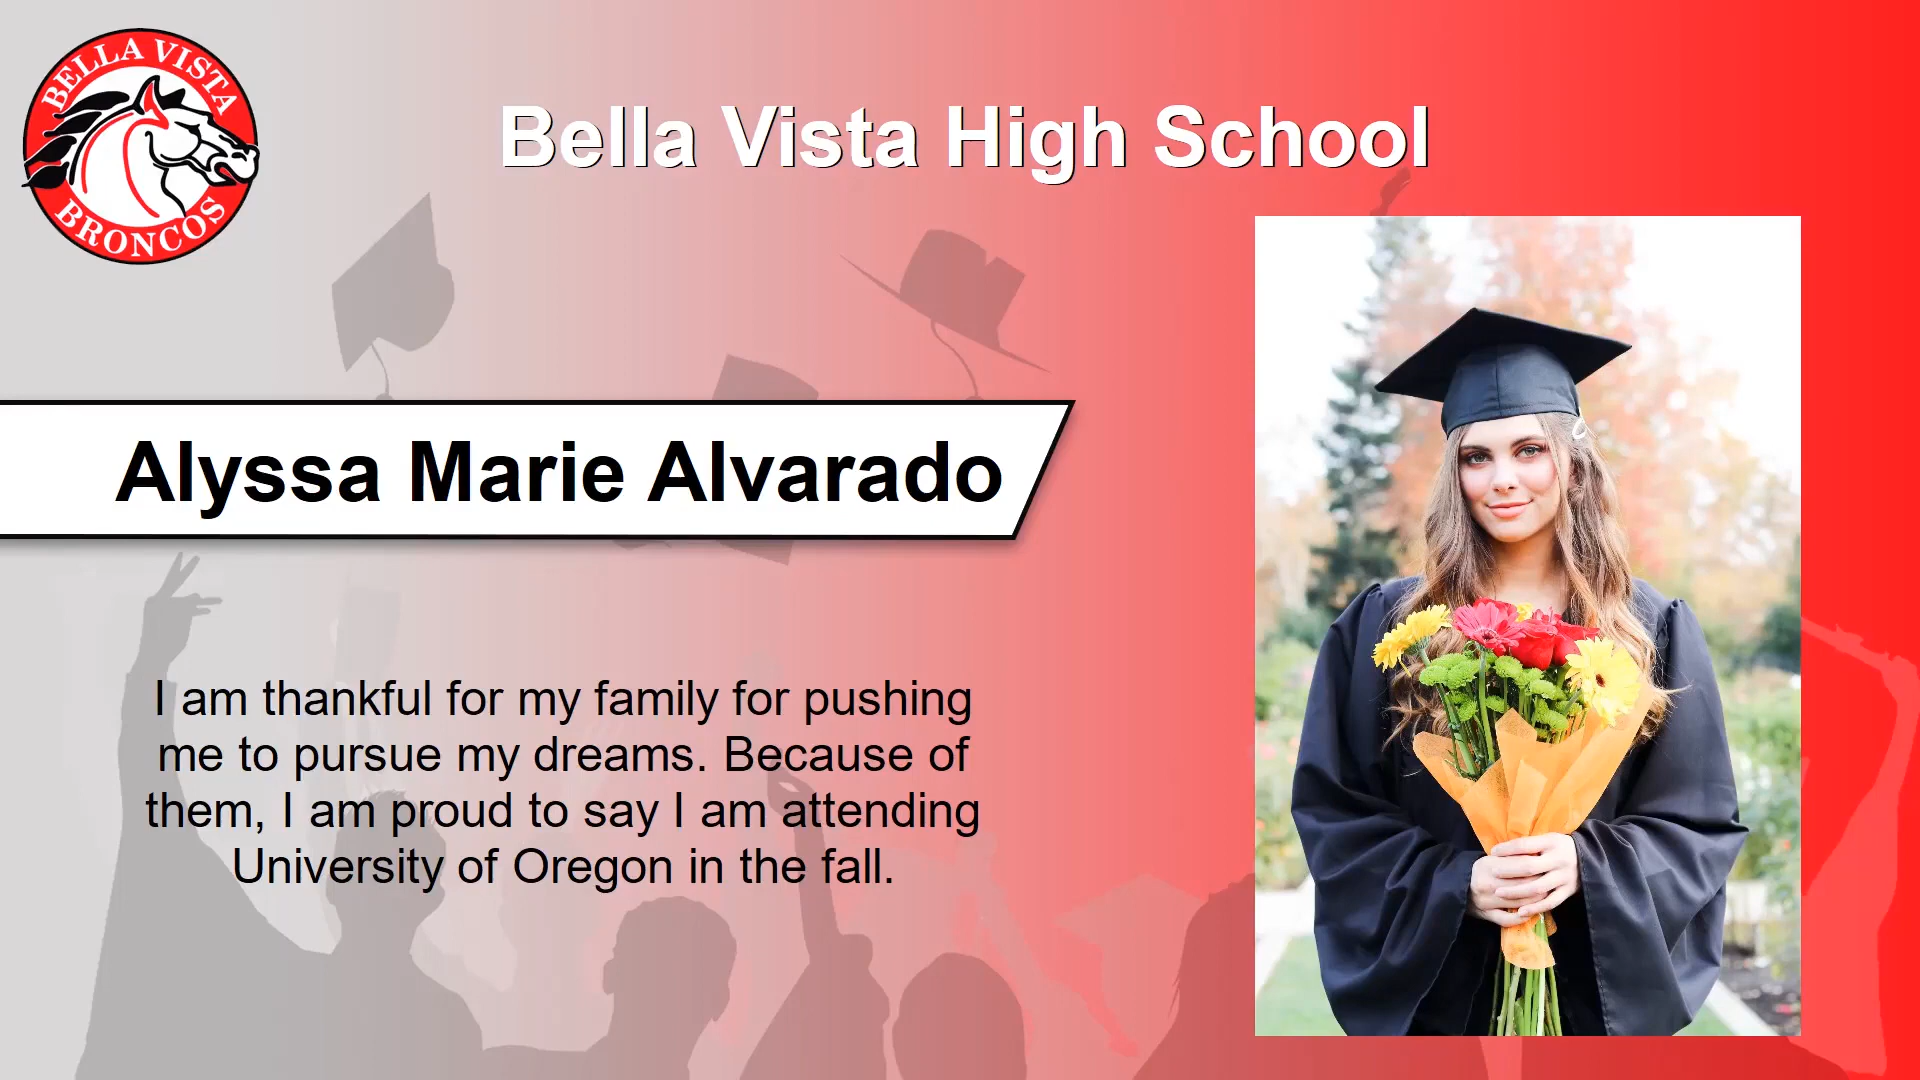 BELLA VISTA
BRONCOS
Bella Vista High School
Alyssa Marie Alvarado
I am thankful for my family for pushing
me to pursue my dreams. Because of
them, I am proud to say I am attending
University of Oregon in the fall.